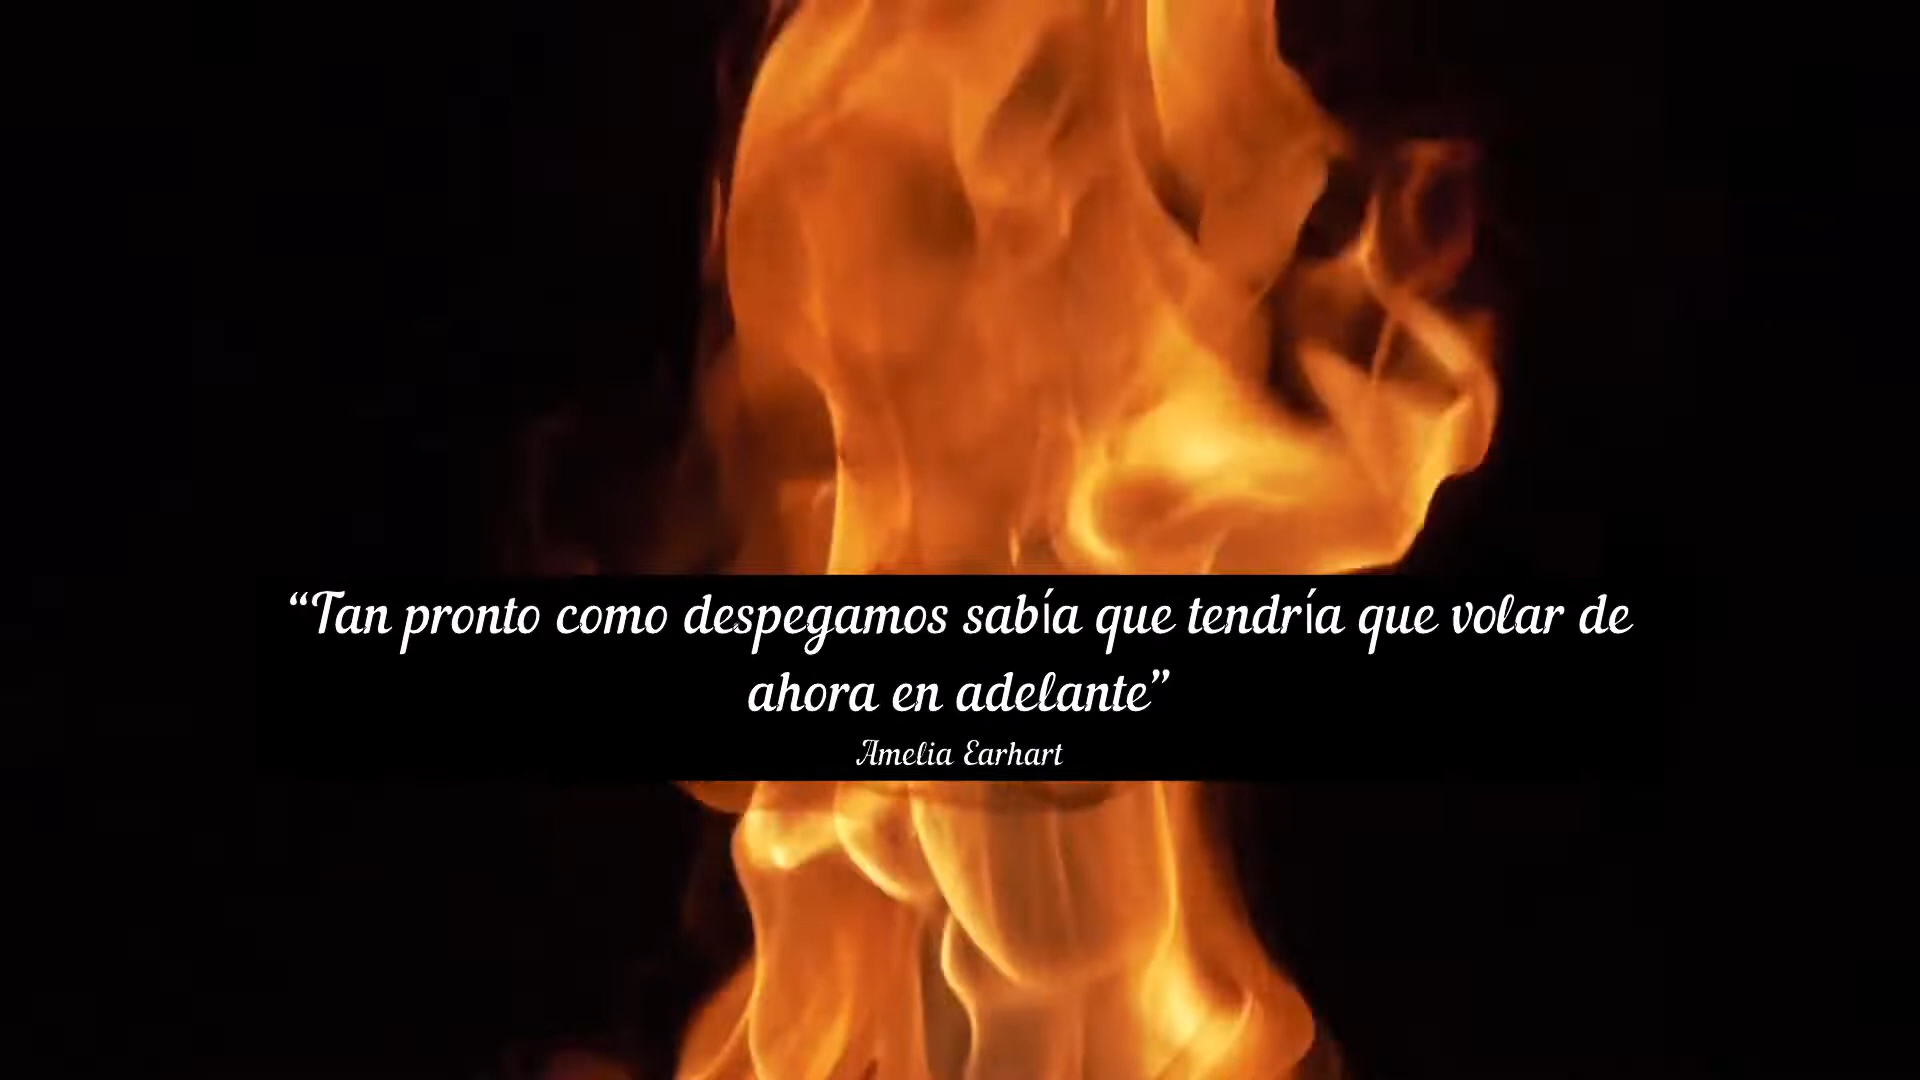 “Tan pronto como despegamos sabía que tendría que volar de
ahora en adelante”
Amelia Earhart